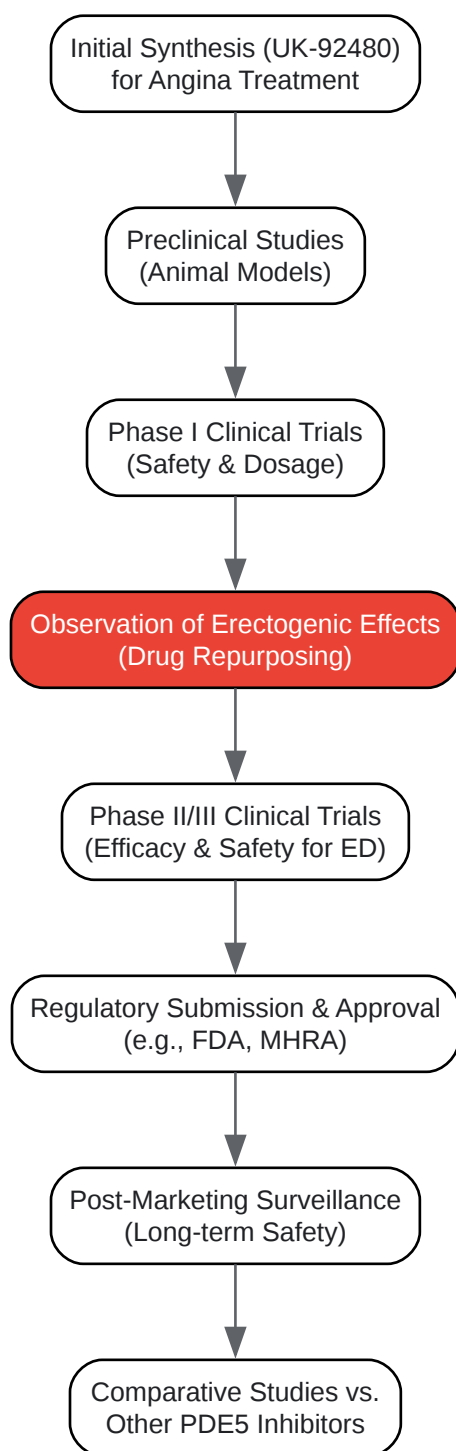 Initial Synthesis (UK-92480)
for Angina Treatment
Preclinical Studies
(Animal Models)
Phase I Clinical Trials
(Safety & Dosage)
Observation of Erectogenic Effects
(Drug Repurposing)
Phase II/III Clinical Trials
(Efficacy & Safety for ED)
Regulatory Submission & Approval
(e.g., FDA, MHRA)
Post-Marketing Surveillance
(Long-term Safety)
Comparative Studies vs.
Other PDE5 Inhibitors